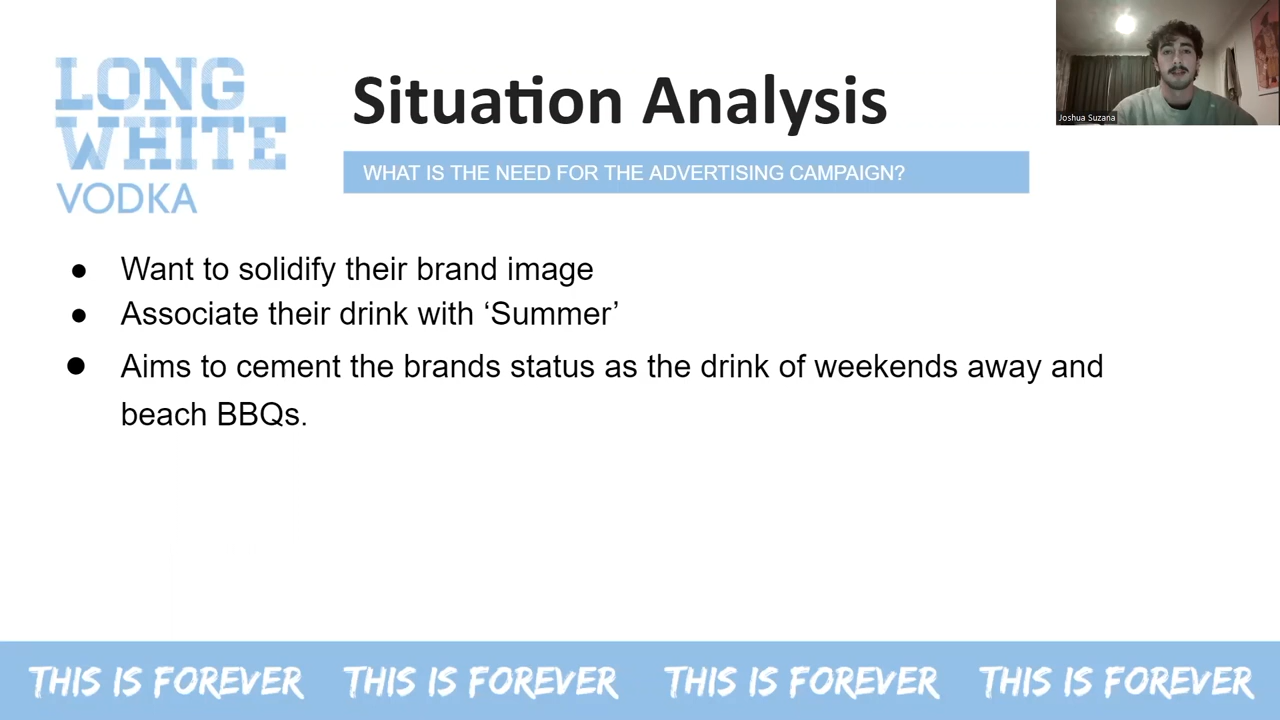 LONG
WHITE
VODKA
Situation Analysis
WHAT IS THE NEED FOR THE ADVERTISING CAMPAIGN?
Joshua Suzana
● Want to solidify their brand image
● Associate their drink with ‘Summer’
● Aims to cement the brands status as the drink of weekends away and
beach BBQs.
THIS IS FOREVER THIS IS FOREVER THIS IS FOREVER THIS IS FOREVER